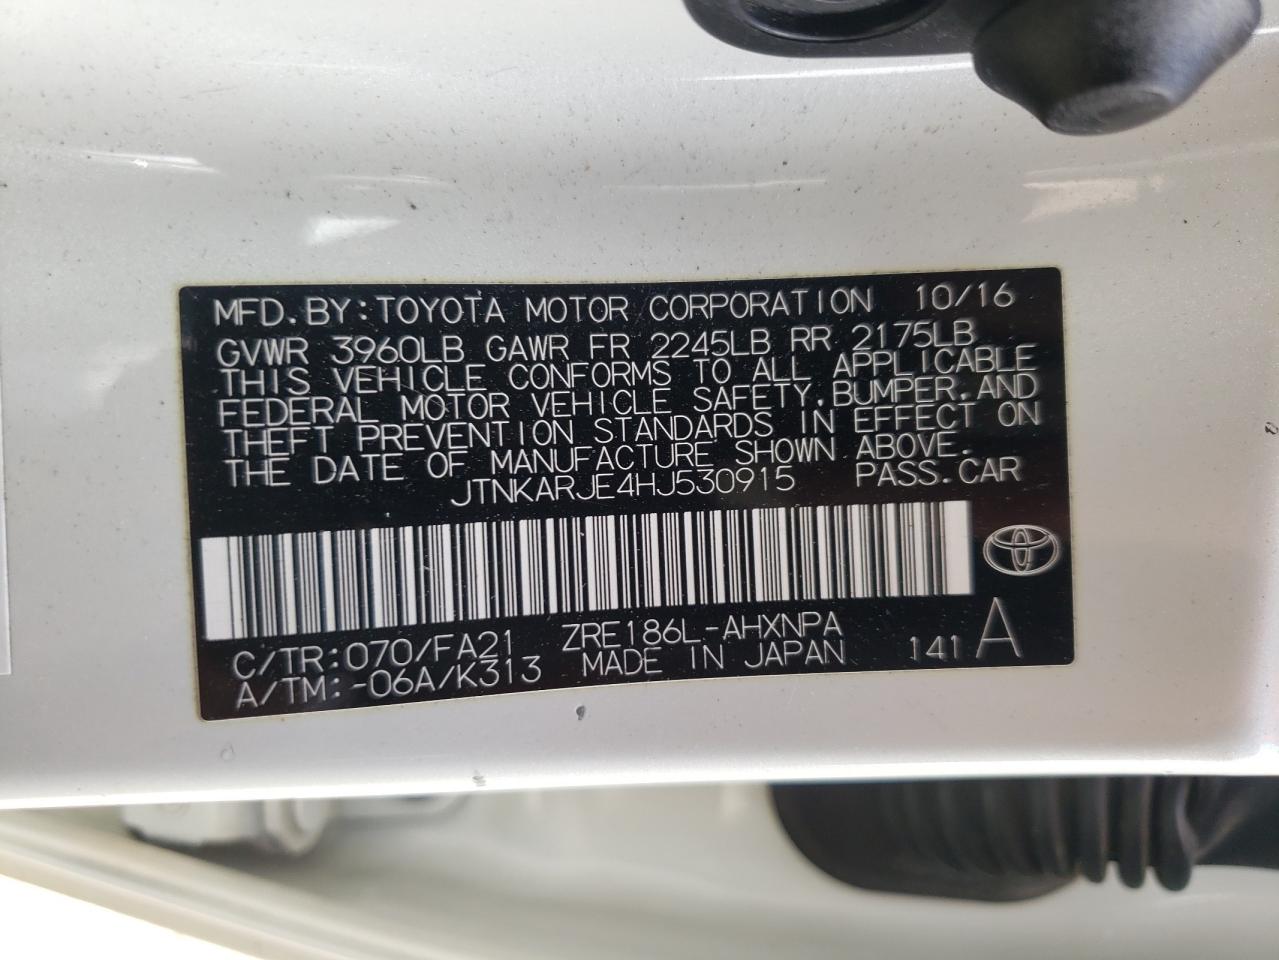 MFD.BY:TOYOTA MOTOR CORPORATION 10/16
GVWR 3960LB GAWR FR 2245LB RR 2175LB
THIS VEHICLE CONFORMS TO ALL APPLICABLE
FEDERAL MOTOR VEHICLE SAFETY,BUMPER,AND
THEFT PREVENTION STANDARDS IN EFFECT ON
THE DATE OF MANUFACTURE SHOWN ABOVE.
JTNKARJE4HJ530915 PASS.CAR
C/TR:070/FA21 ZRE186L-AHXNPA
A/TM:-06A/K313 MADE IN JAPAN 141 A